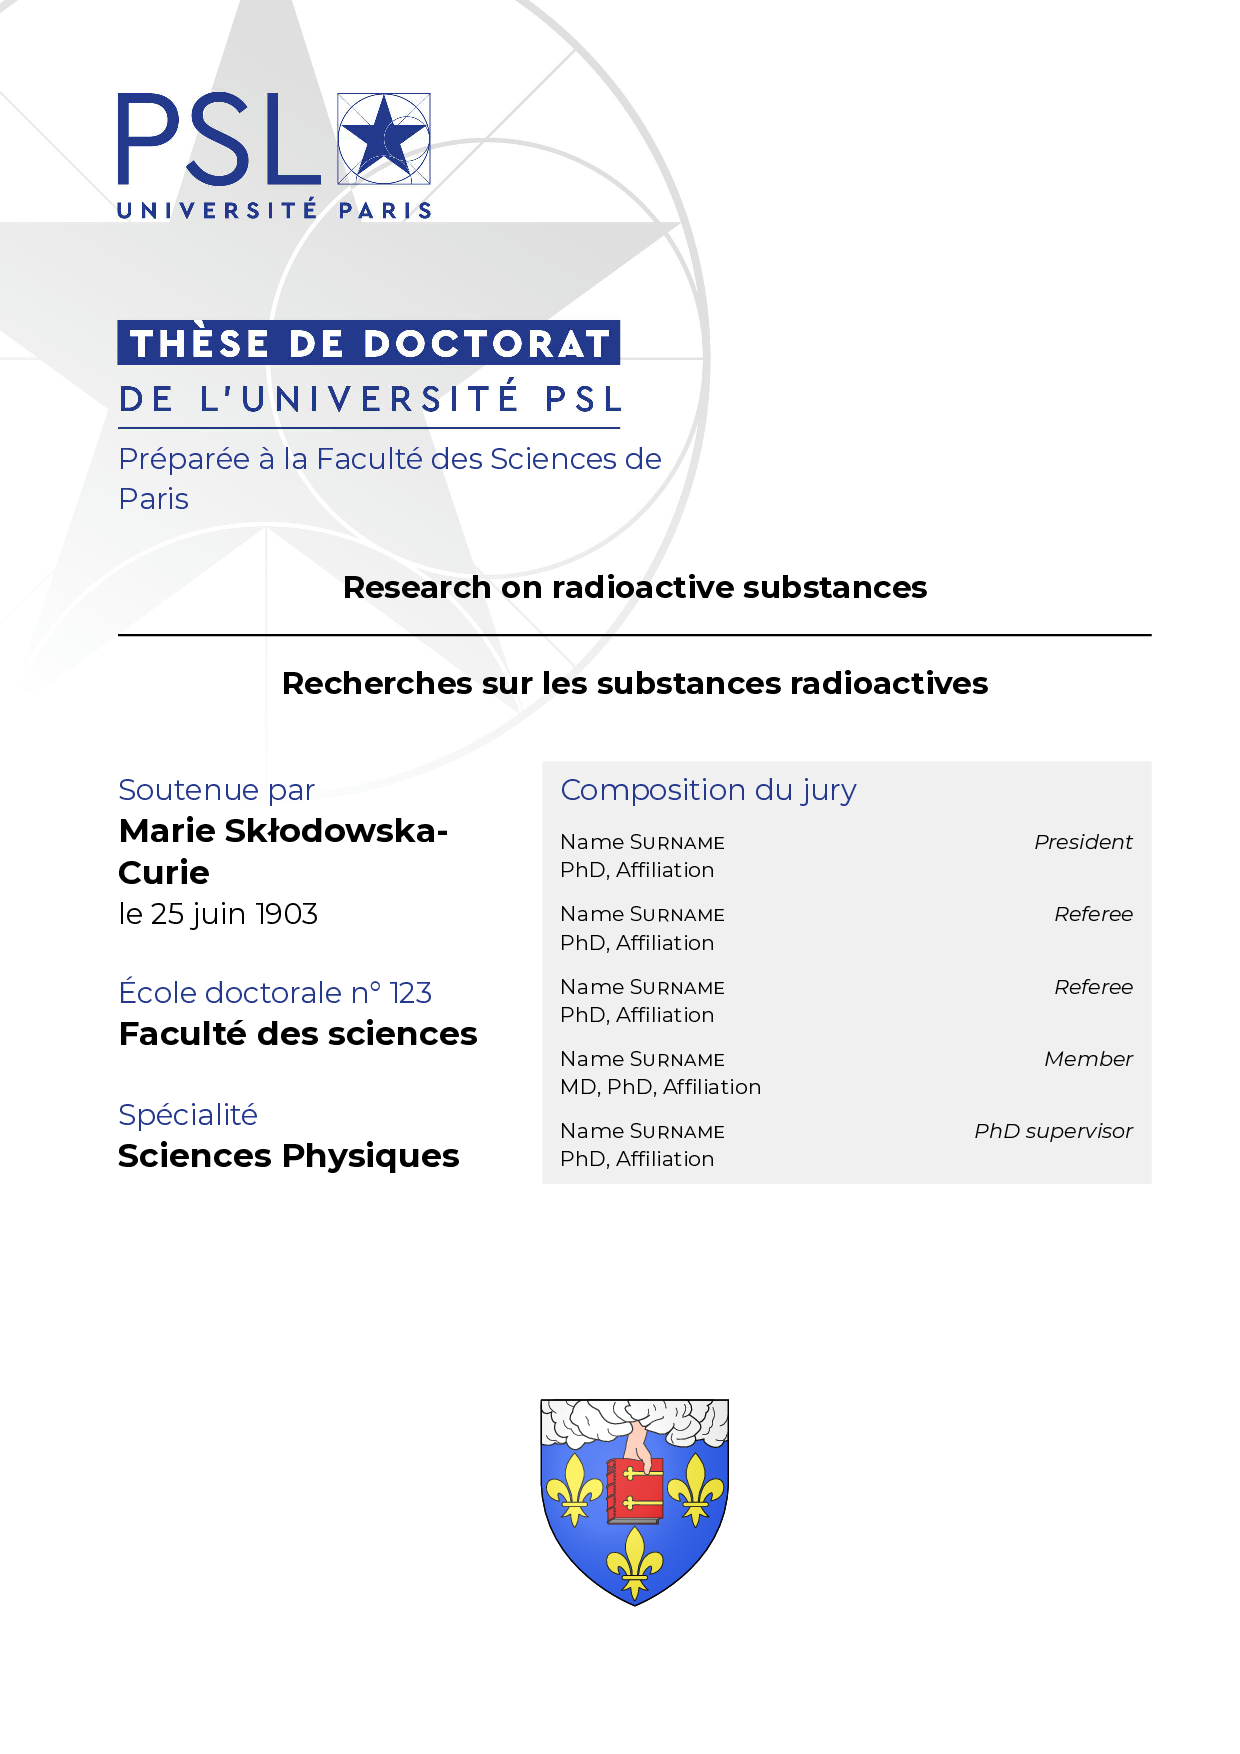 PSL
UNIVERSITÉ PARIS
THÈSE DE DOCTORAT
DE L'UNIVERSITÉ PSL
Préparée à la Faculté des Sciences de
Paris
Research on radioactive substances
Recherches sur les substances radioactives
Soutenue par
Marie Skłodowska-
Curie
le 25 juin 1903
École doctorale n° 123
Faculté des sciences
Spécialité
Sciences Physiques
Composition du jury
Name SURNAME President
PhD, Affiliation
Name SURNAME Referee
PhD, Affiliation
Name SURNAME Referee
PhD, Affiliation
Name SURNAME Member
MD, PhD, Affiliation
Name SURNAME PhD supervisor
PhD, Affiliation